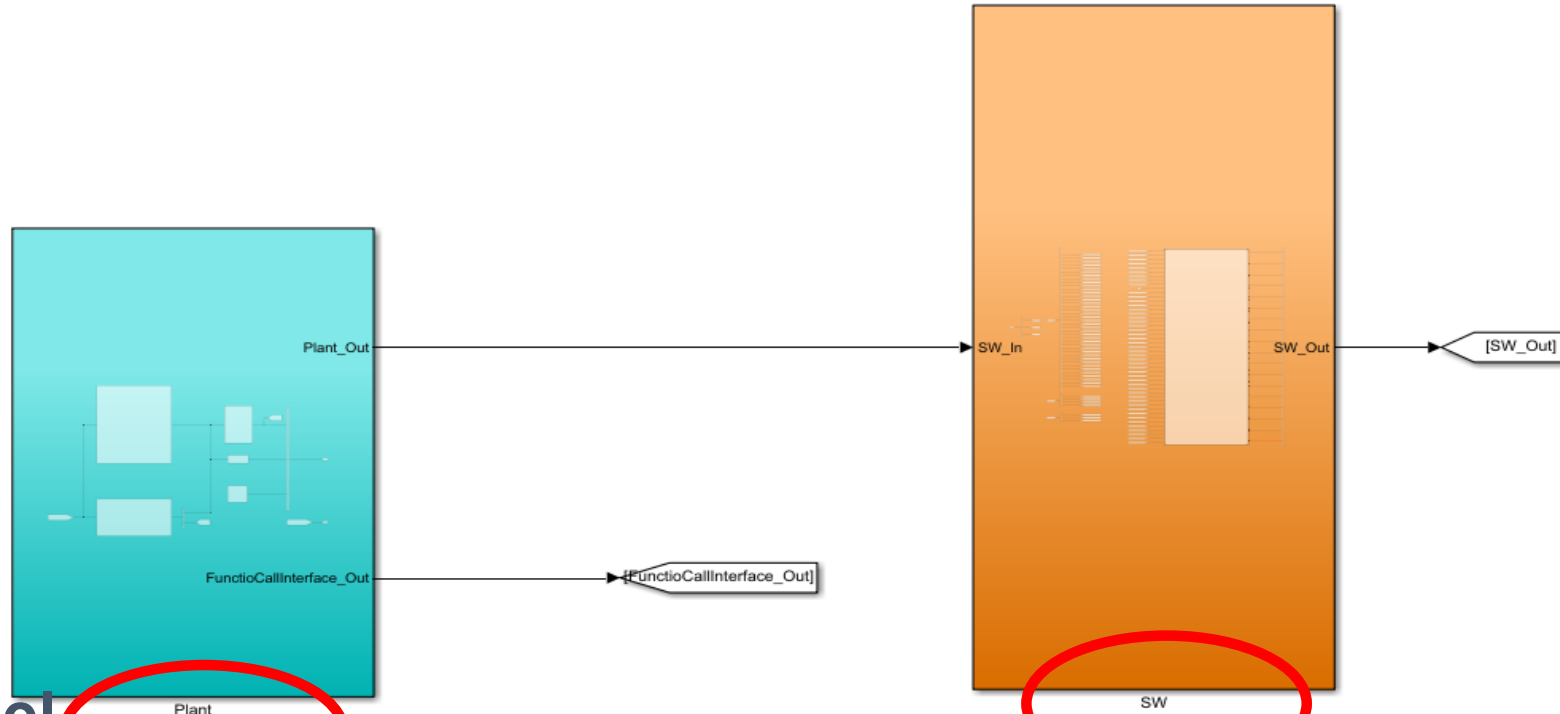 Plant_Out
SW_In
SW_Out
[SW_Out]
FunctioCallInterface_Out
[FunctioCallInterface_Out]
Plant
SW